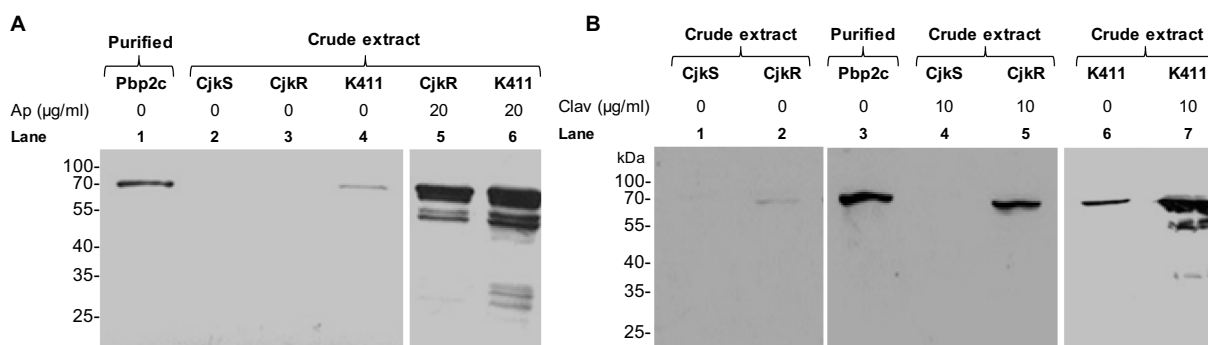 A
Purified Crude extract
Pbp2c CjkS CjkR K411 CjkR K411
Ap (µg/ml) 0 0 0 0 20 20
Lane 1 2 3 4 5 6
100-
70-
55-
40-
35-
25-
B
Crude extract Purified Crude extract Crude extract
CjkS CjkR Pbp2c CjkS CjkR K411 K411
Clav (µg/ml) 0 0 0 10 10 0 10
Lane 1 2 3 4 5 6 7
kDa
100-
70-
55-
40-
35-
25-